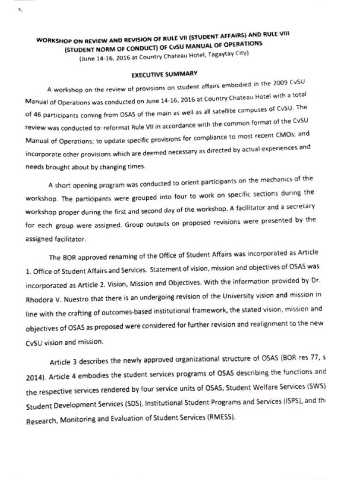 WORKSHOP ON REVIEW AND REVISION OF RULE VII (STUDENT AFFAIRS) AND RULE VIII
(STUDENT NORM OF CONDUCT) OF CvSU MANUAL OF OPERATIONS
(June 14-16, 2016 at Country Chateau Hotel, Tagaytay City)
EXECUTIVE SUMMARY
A workshop on the review of provisions on student affairs embodied in the 2009 CvSU
Manual of Operations was conducted on June 14-16, 2016 at Country Chateau Hotel with a total
of 46 participants coming from OSAS of the main as well as all satellite campuses of CvSU. The
review was conducted to: reformat Rule VII in accordance with the common format of the CvSU
Manual of Operations; to update specific provisions for compliance to most recent CMOs; and
incorporate other provisions which are deemed necessary as directed by actual experiences and
needs brought about by changing times.
A short opening program was conducted to orient participants on the mechanics of the
workshop. The participants were grouped into four to work on specific sections during the
workshop proper during the first and second day of the workshop. A facilitator and a secretary
for each group were assigned. Group outputs on proposed revisions were presented by the
assigned facilitator.
The BOR approved renaming of the Office of Student Affairs was incorporated as Article
1. Office of Student Affairs and Services. Statement of vision, mission and objectives of OSAS was
incorporated as Article 2. Vision, Mission and Objectives. With the information provided by Dr.
Rhodora V. Nuestro that there is an undergoing revision of the University vision and mission in
line with the crafting of outcomes-based institutional framework, the stated vision, mission and
objectives of OSAS as proposed were considered for further revision and realignment to the new
CvSU vision and mission.
Article 3 describes the newly approved organizational structure of OSAS (BOR res 77, s
2014). Article 4 embodies the student services programs of OSAS describing the functions and
the respective services rendered by four service units of OSAS, Student Welfare Services (SWS)
Student Development Services (SDS), Institutional Student Programs and Services (ISPS), and the
Research, Monitoring and Evaluation of Student Services (RMESS).